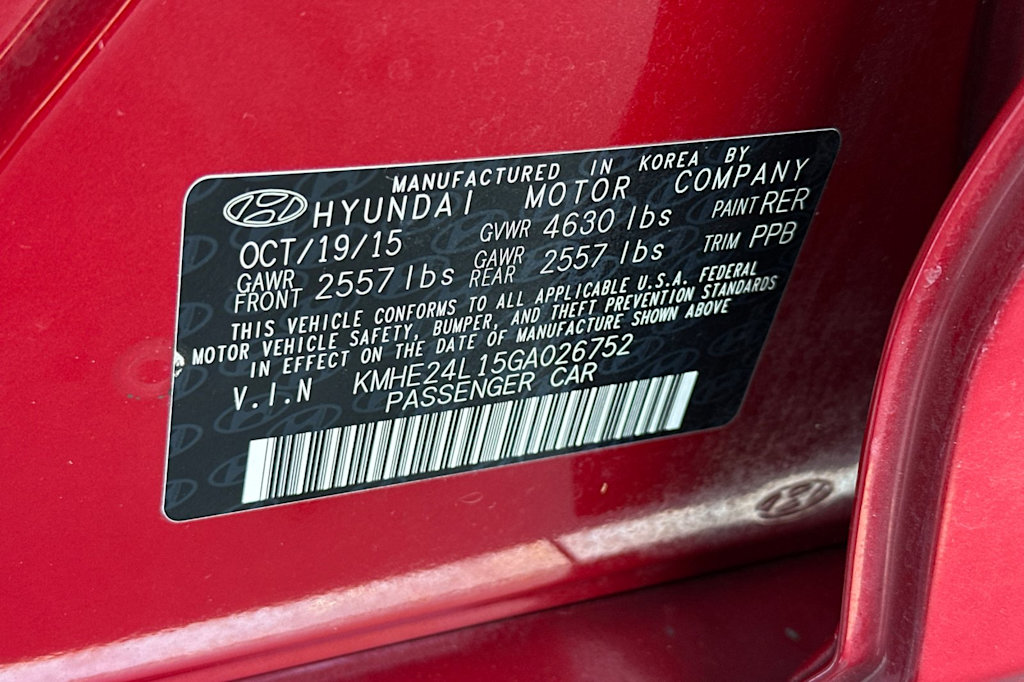 MANUFACTURED IN KOREA BY
HYUNDAI MOTOR COMPANY
OCT/19/15 GVWR 4630 lbs PAINT RER
GAWR FRONT 2557 lbs GAWR REAR 2557 lbs TRIM PPB
THIS VEHICLE CONFORMS TO ALL APPLICABLE U.S.A. FEDERAL
MOTOR VEHICLE SAFETY, BUMPER, AND THEFT PREVENTION STANDARDS
IN EFFECT ON THE DATE OF MANUFACTURE SHOWN ABOVE
V.I.N KMHE24L15GA026752
PASSENGER CAR